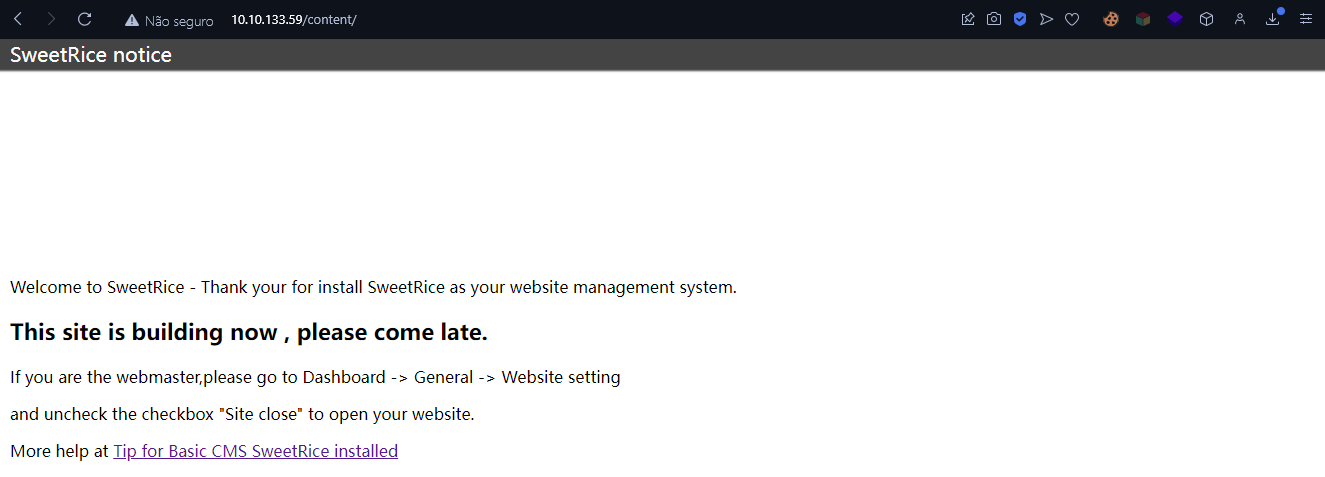 Não seguro 10.10.133.59/content/
SweetRice notice
Welcome to SweetRice - Thank your for install SweetRice as your website management system.
This site is building now , please come late.
If you are the webmaster,please go to Dashboard -> General -> Website setting
and uncheck the checkbox "Site close" to open your website.
More help at Tip for Basic CMS SweetRice installed